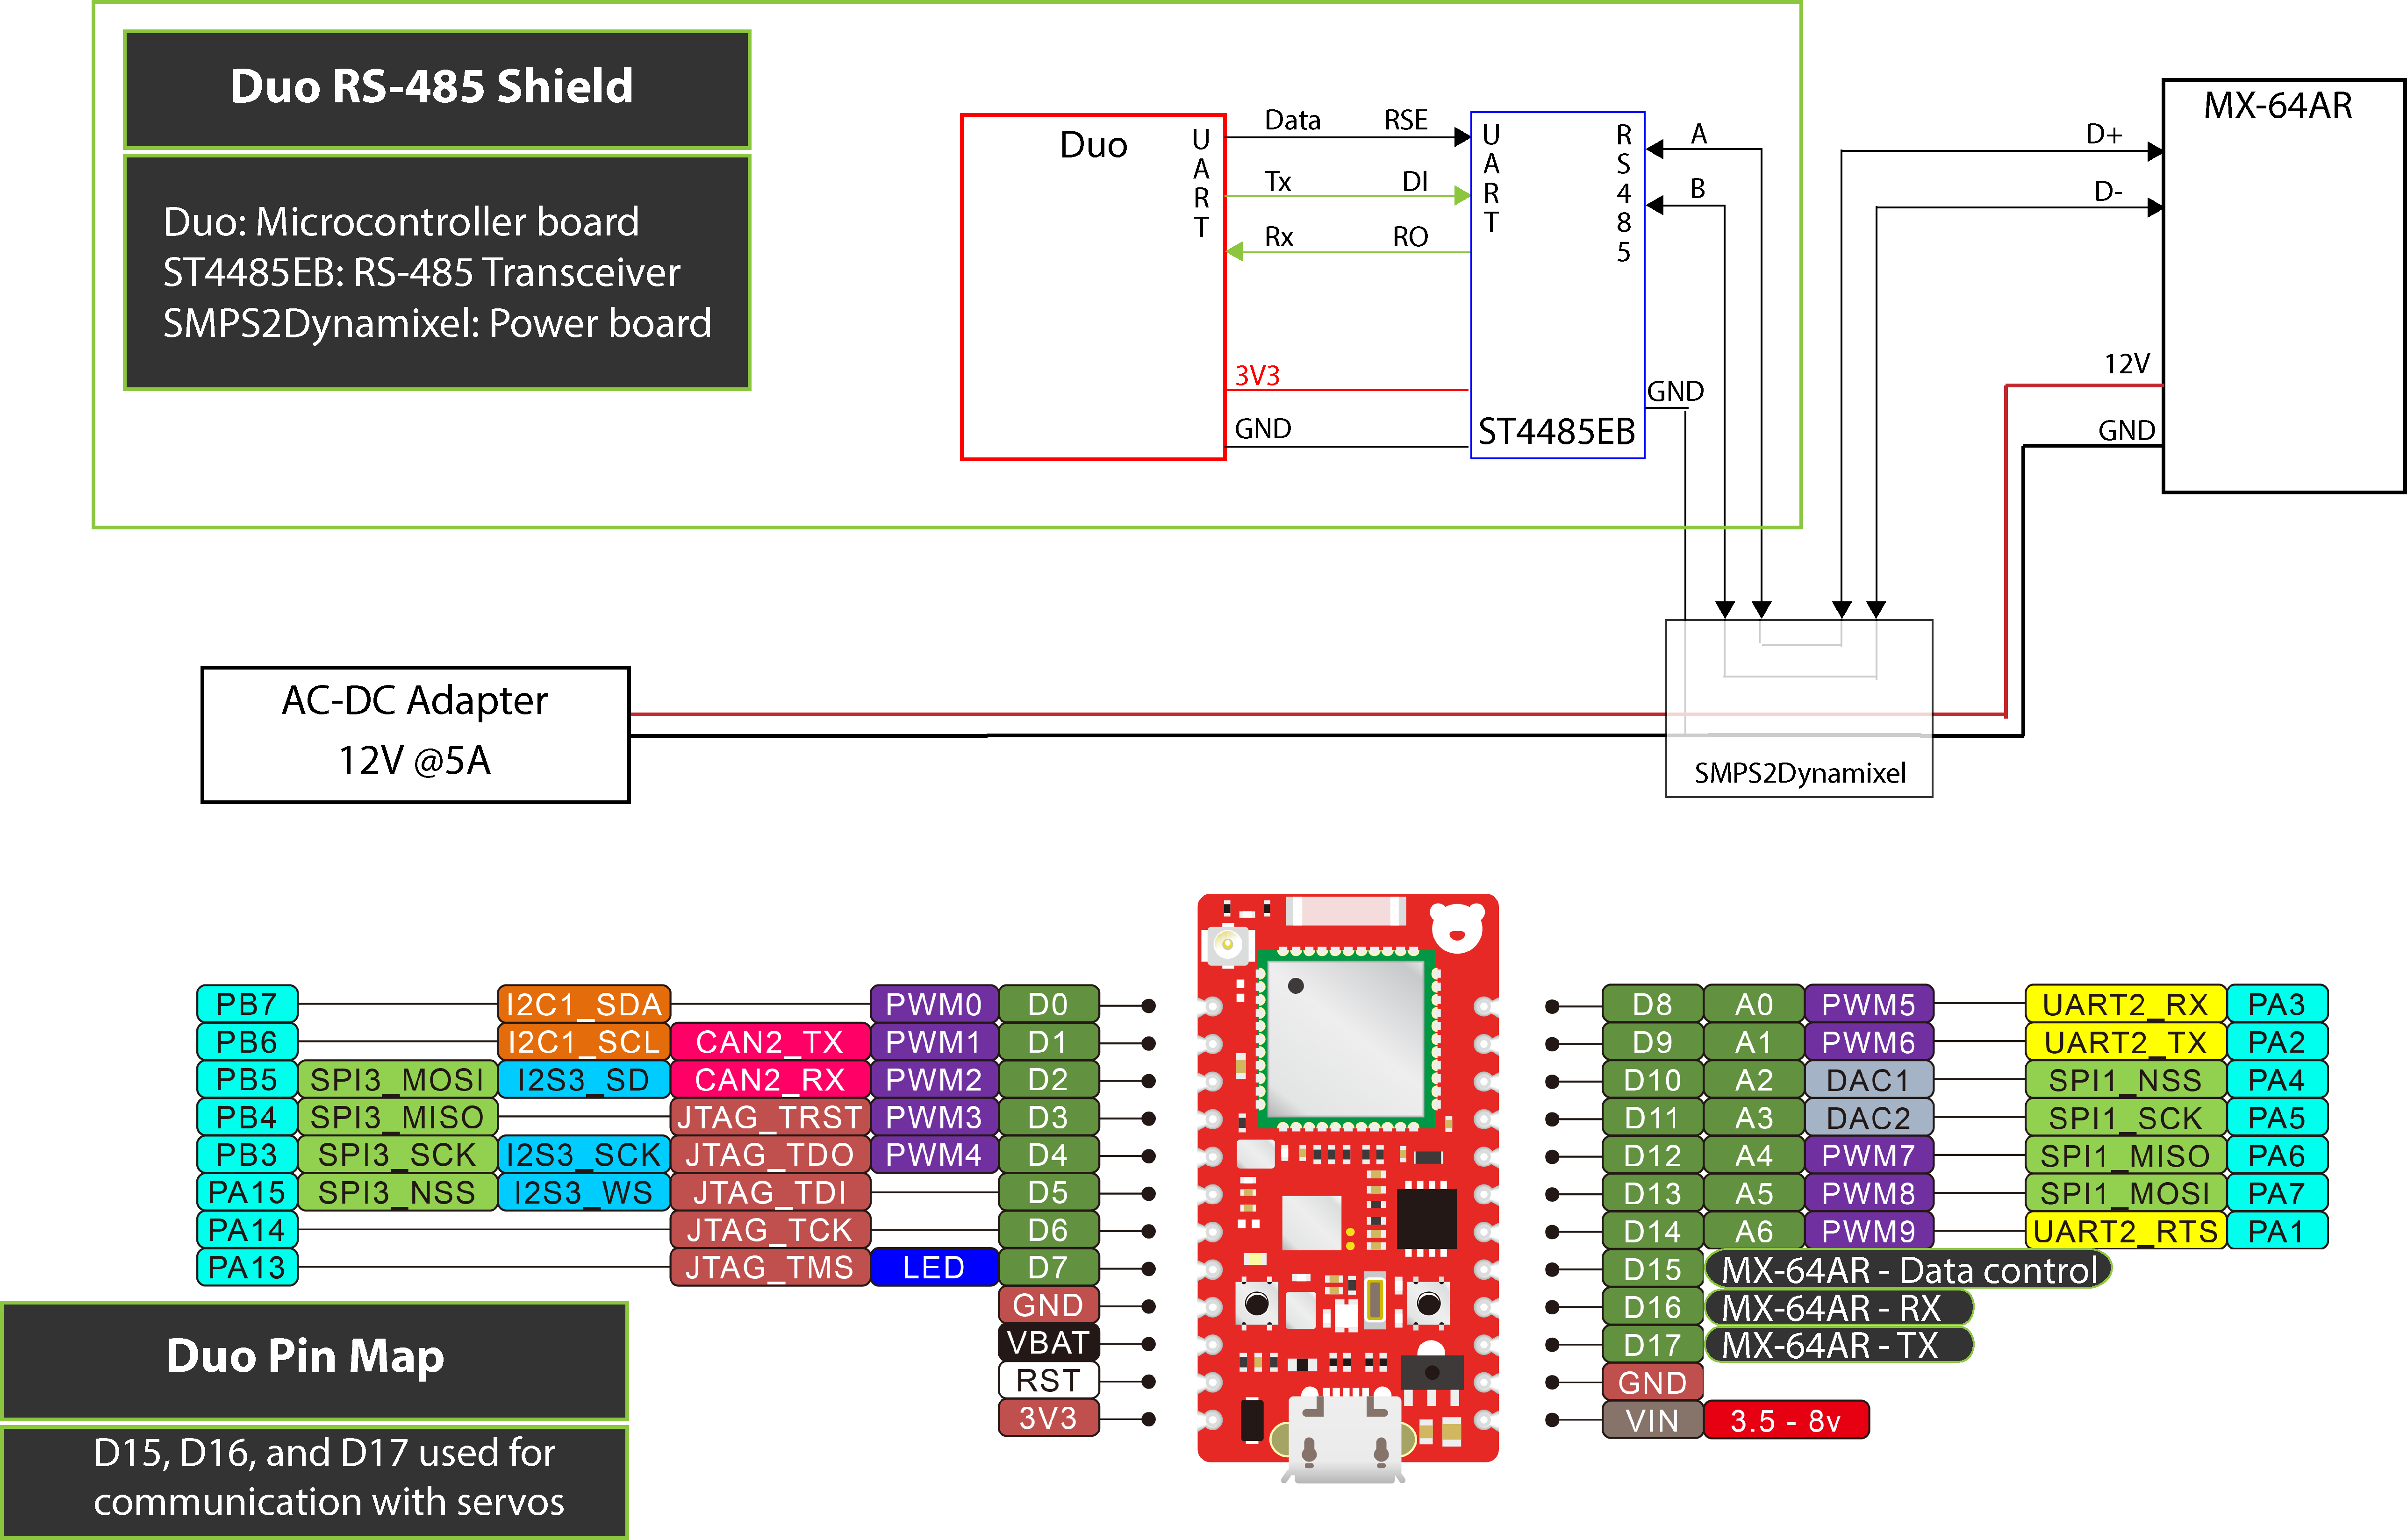 Duo RS-485 Shield
Duo: Microcontroller board
ST4485EB: RS-485 Transceiver
SMPS2Dynamixel: Power board
Duo
UART
Data RSE
Tx DI
Rx RO
3V3
GND
UART
RS485
ST4485EB
A
B
GND
MX-64AR
D+
D-
12V
GND
AC-DC Adapter
12V @5A
SMPS2Dynamixel
PB7 I2C1_SDA PWM0 D0
PB6 I2C1_SCL CAN2_TX PWM1 D1
PB5 SPI3_MOSI I2S3_SD CAN2_RX PWM2 D2
PB4 SPI3_MISO JTAG_TRST PWM3 D3
PB3 SPI3_SCK I2S3_SCK JTAG_TDO PWM4 D4
PA15 SPI3_NSS I2S3_WS JTAG_TDI D5
PA14 JTAG_TCK D6
PA13 JTAG_TMS LED D7
GND
VBAT
RST
3V3
D8 A0 PWM5 UART2_RX PA3
D9 A1 PWM6 UART2_TX PA2
D10 A2 DAC1 SPI1_NSS PA4
D11 A3 DAC2 SPI1_SCK PA5
D12 A4 PWM7 SPI1_MISO PA6
D13 A5 PWM8 SPI1_MOSI PA7
D14 A6 PWM9 UART2_RTS PA1
D15 MX-64AR - Data control
D16 MX-64AR - RX
D17 MX-64AR - TX
GND
VIN 3.5 - 8v
Duo Pin Map
D15, D16, and D17 used for
communication with servos